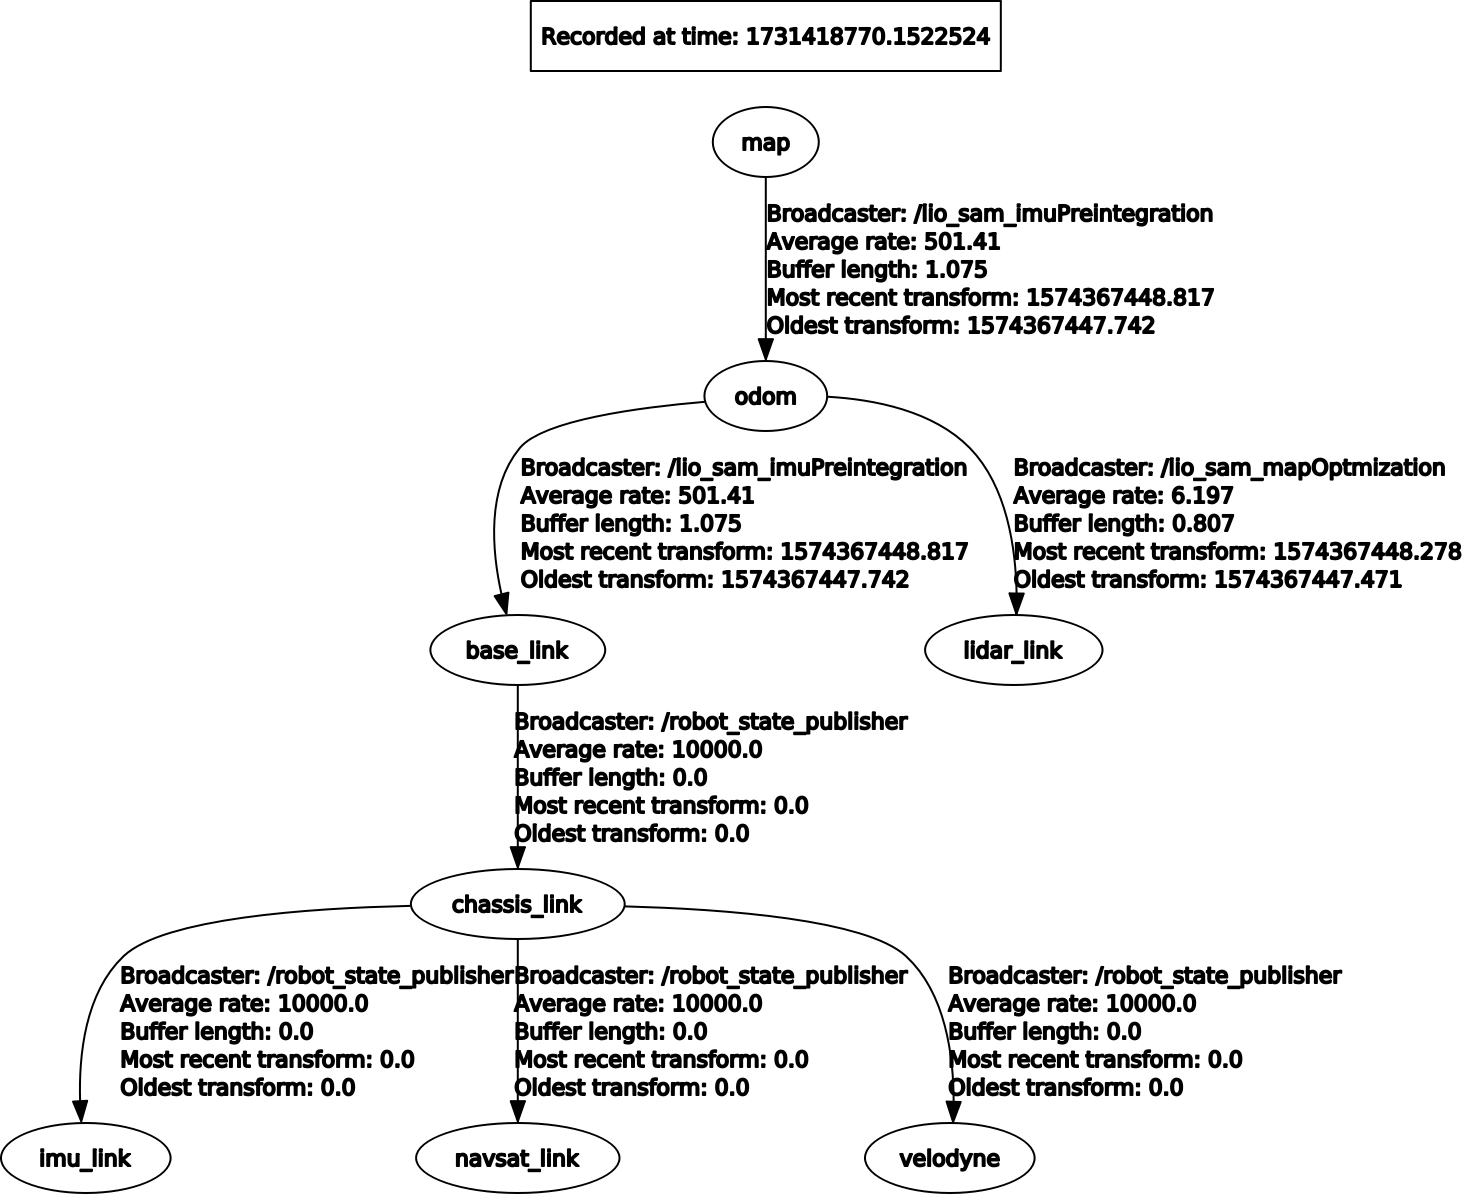 Recorded at time: 1731418770.1522524
map
Broadcaster: /lio_sam_imuPreintegration
Average rate: 501.41
Buffer length: 1.075
Most recent transform: 1574367448.817
Oldest transform: 1574367447.742
odom
Broadcaster: /lio_sam_imuPreintegration
Average rate: 501.41
Buffer length: 1.075
Most recent transform: 1574367448.817
Oldest transform: 1574367447.742
Broadcaster: /lio_sam_mapOptmization
Average rate: 6.197
Buffer length: 0.807
Most recent transform: 1574367448.278
Oldest transform: 1574367447.471
base_link
lidar_link
Broadcaster: /robot_state_publisher
Average rate: 10000.0
Buffer length: 0.0
Most recent transform: 0.0
Oldest transform: 0.0
chassis_link
Broadcaster: /robot_state_publisher
Average rate: 10000.0
Buffer length: 0.0
Most recent transform: 0.0
Oldest transform: 0.0
Broadcaster: /robot_state_publisher
Average rate: 10000.0
Buffer length: 0.0
Most recent transform: 0.0
Oldest transform: 0.0
Broadcaster: /robot_state_publisher
Average rate: 10000.0
Buffer length: 0.0
Most recent transform: 0.0
Oldest transform: 0.0
imu_link
navsat_link
velodyne